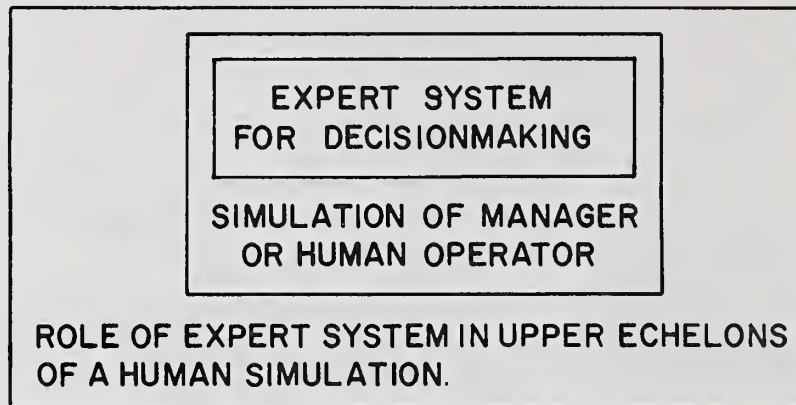 EXPERT SYSTEM
FOR DECISIONMAKING
SIMULATION OF MANAGER
OR HUMAN OPERATOR
ROLE OF EXPERT SYSTEM IN UPPER ECHELONS
OF A HUMAN SIMULATION.